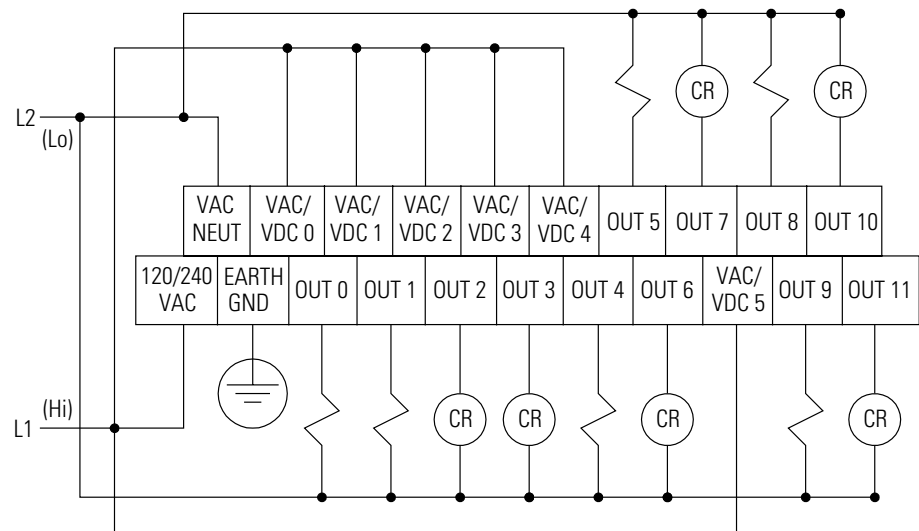 CR
CR
L2
(Lo)
VAC NEUT
VAC/ VDC 0
VAC/ VDC 1
VAC/ VDC 2
VAC/ VDC 3
VAC/ VDC 4
OUT 5
OUT 7
OUT 8
OUT 10
120/240 VAC
EARTH GND
OUT 0
OUT 1
OUT 2
OUT 3
OUT 4
OUT 6
VAC/ VDC 5
OUT 9
OUT 11
(Hi)
L1
CR
CR
CR
CR